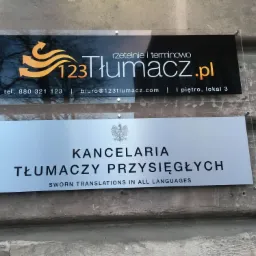 rzetelnie i terminowo
123Tłumacz.pl
tel. 880 321 123 | biuro@123tlumacz.com | I piętro, lokal 3
KANCELARIA
TŁUMACZY PRZYSIĘGŁYCH
SWORN TRANSLATIONS IN ALL LANGUAGES